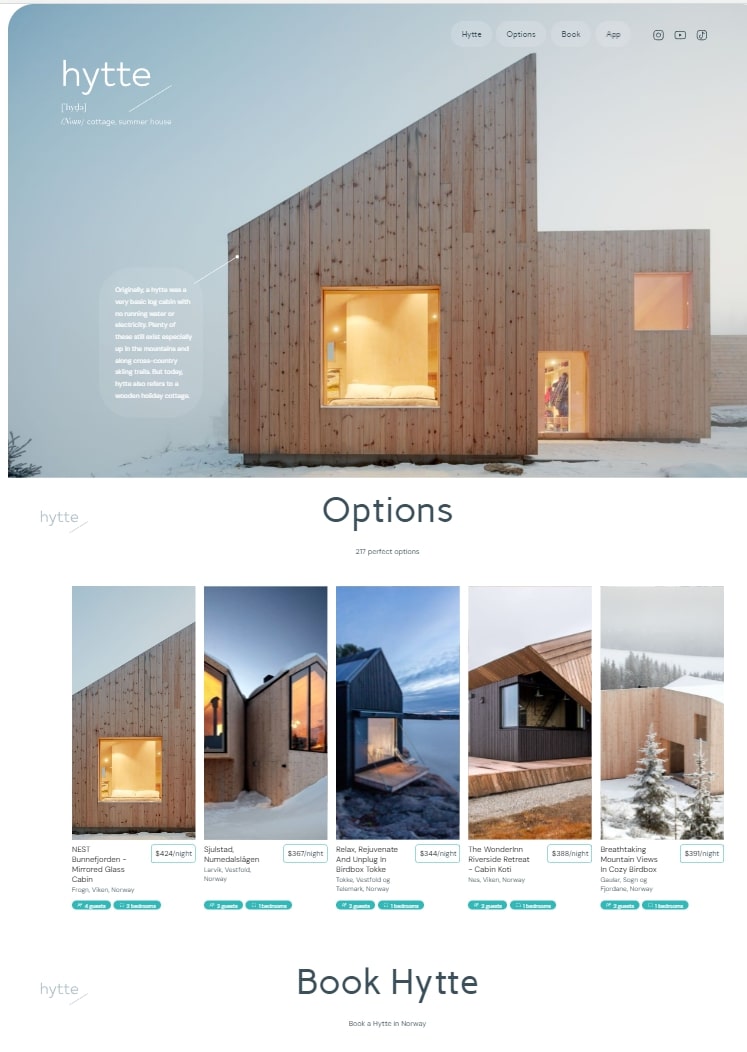 Hytte Options Book App
hytte
['hyɖə]
(Noun) cottage, summer house
Originally, a hytte was a
very basic log cabin with
no running water or
electricity. Plenty of
these still exist especially
up in the mountains and
along cross-country
skiing trails. But today,
hytte also refers to a
wooden holiday cottage.
hytte
Options
217 perfect options
NEST
Bunnefjorden -
Mirrored Glass
Cabin
$424/night
Frogn, Viken, Norway
4 guests 3 bedrooms
Sjulstad,
Numedalslågen
$367/night
Larvik, Vestfold,
Norway
3 guests 1 bedrooms
Relax, Rejuvenate
And Unplug In
Birdbox Tokke
$344/night
Tokke, Vestfold og
Telemark, Norway
2 guests 1 bedrooms
The WonderInn
Riverside Retreat
- Cabin Koti
$388/night
Nes, Viken, Norway
2 guests 1 bedrooms
Breathtaking
Mountain Views
In Cozy Birdbox
$391/night
Gauler, Sogn og
Fjordane, Norway
2 guests 1 bedrooms
hytte
Book Hytte
Book a Hytte in Norway